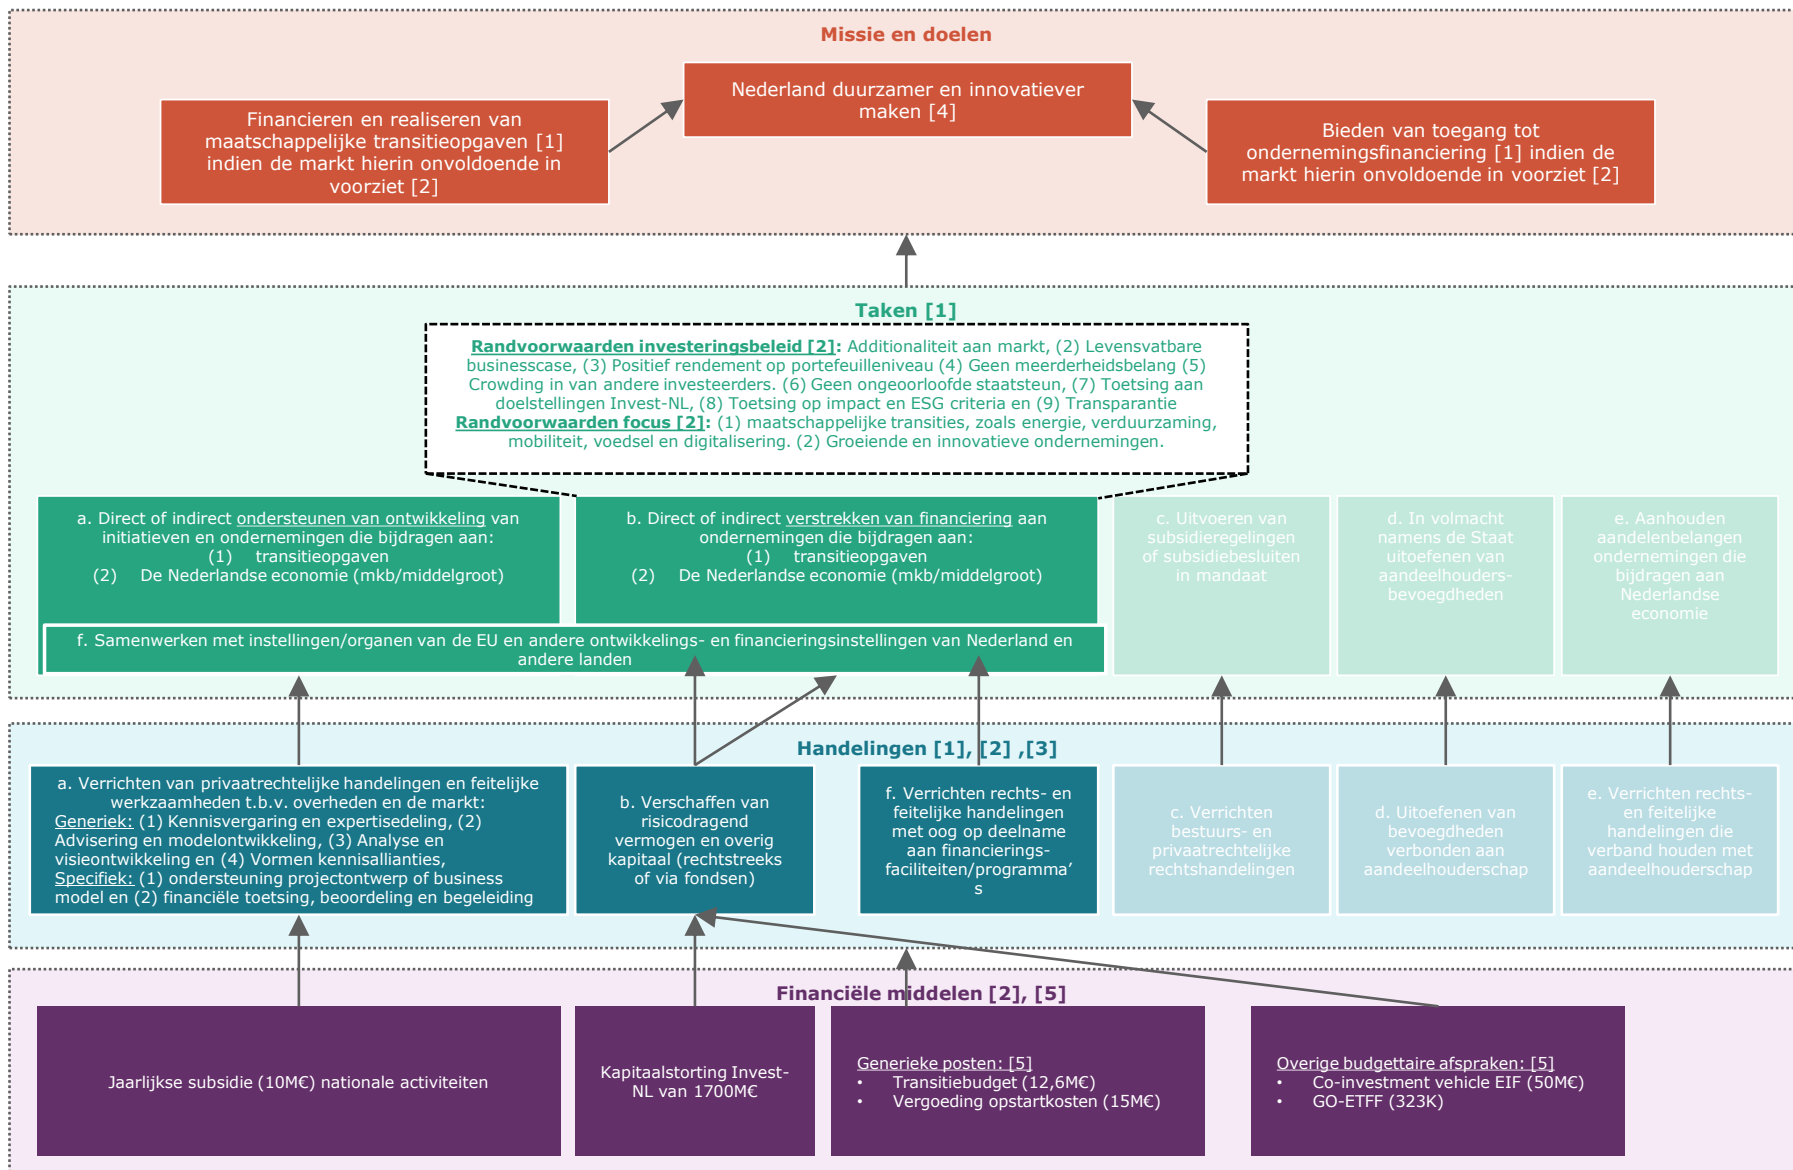 Missie en doelen
Financieren en realiseren van
maatschappelijke transitieopgaven [1]
indien de markt hierin onvoldoende in
voorziet [2]
Nederland duurzamer en innovatiever
maken [4]
Bieden van toegang tot
ondernemingsfinanciering [1] indien de
markt hierin onvoldoende in voorziet [2]
Taken [1]
Randvoorwaarden investeringsbeleid [2]: Additionaliteit aan markt, (2) Levensvatbare
businesscase, (3) Positief rendement op portefeuilleniveau (4) Geen meerderheidsbelang (5)
Crowding in van andere investeerders. (6) Geen ongeoorloofde staatsteun, (7) Toetsing aan
doelstellingen Invest-NL, (8) Toetsing op impact en ESG criteria en (9) Transparantie
Randvoorwaarden focus [2]: (1) maatschappelijke transities, zoals energie, verduurzaming,
mobiliteit, voedsel en digitalisering. (2) Groeiende en innovatieve ondernemingen.
a. Direct of indirect ondersteunen van ontwikkeling van
initiatieven en ondernemingen die bijdragen aan:
(1) transitieopgaven
(2) De Nederlandse economie (mkb/middelgroot)
b. Direct of indirect verstrekken van financiering aan
ondernemingen die bijdragen aan:
(1) transitieopgaven
(2) De Nederlandse economie (mkb/middelgroot)
c. Uitvoeren van
subsidieregelingen
of subsidiebesluiten
in mandaat
d. In volmacht
namens de Staat
uitoefenen van
aandeelhouders-
bevoegdheden
e. Aanhouden
aandelenbelangen
ondernemingen die
bijdragen aan
Nederlandse
economie
f. Samenwerken met instellingen/organen van de EU en andere ontwikkelings- en financieringsinstellingen van Nederland en
andere landen
Handelingen [1], [2] ,[3]
a. Verrichten van privaatrechtelijke handelingen en feitelijke
werkzaamheden t.b.v. overheden en de markt:
Generiek: (1) Kennisvergaring en expertisedeling, (2)
Advisering en modelontwikkeling, (3) Analyse en
visieontwikkeling en (4) Vormen kennisallianties,
Specifiek: (1) ondersteuning projectontwerp of business
model en (2) financiële toetsing, beoordeling en begeleiding
b. Verschaffen van
risicodragend
vermogen en overig
kapitaal (rechtstreeks
of via fondsen)
f. Verrichten rechts- en
feitelijke handelingen
met oog op deelname
aan financierings-
faciliteiten/programma'
s
c. Verrichten
bestuurs- en
privaatrechtelijke
rechtshandelingen
d. Uitoefenen van
bevoegdheden
verbonden aan
aandeelhouderschap
e. Verrichten rechts-
en feitelijke
handelingen die
verband houden met
aandeelhouderschap
Financiële middelen [2], [5]
Jaarlijkse subsidie (10M€) nationale activiteiten
Kapitaalstorting Invest-
NL van 1700M€
Generieke posten: [5]
• Transitiebudget (12,6M€)
• Vergoeding opstartkosten (15M€)
Overige budgettaire afspraken: [5]
• Co-investment vehicle EIF (50M€)
• GO-ETFF (323K)